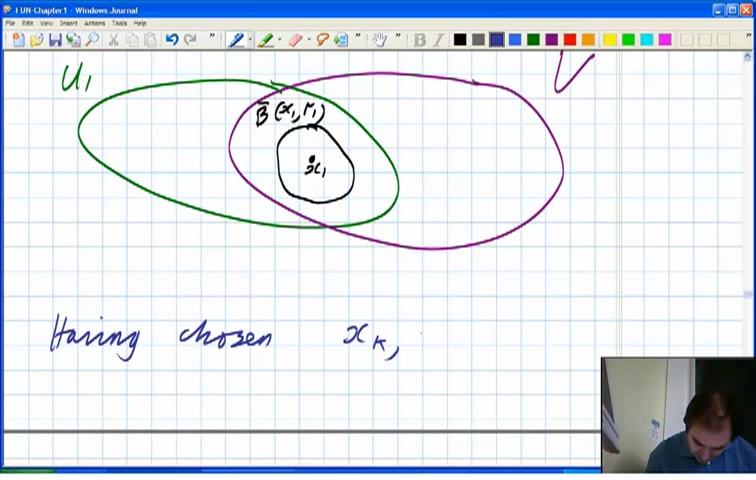 FUN-Chapter1 - Windows Journal
File Edit View Insert Actions Tools Help
B I
U₁
V
B̅(x₁,r₁)
x₁
Having chosen xₖ,